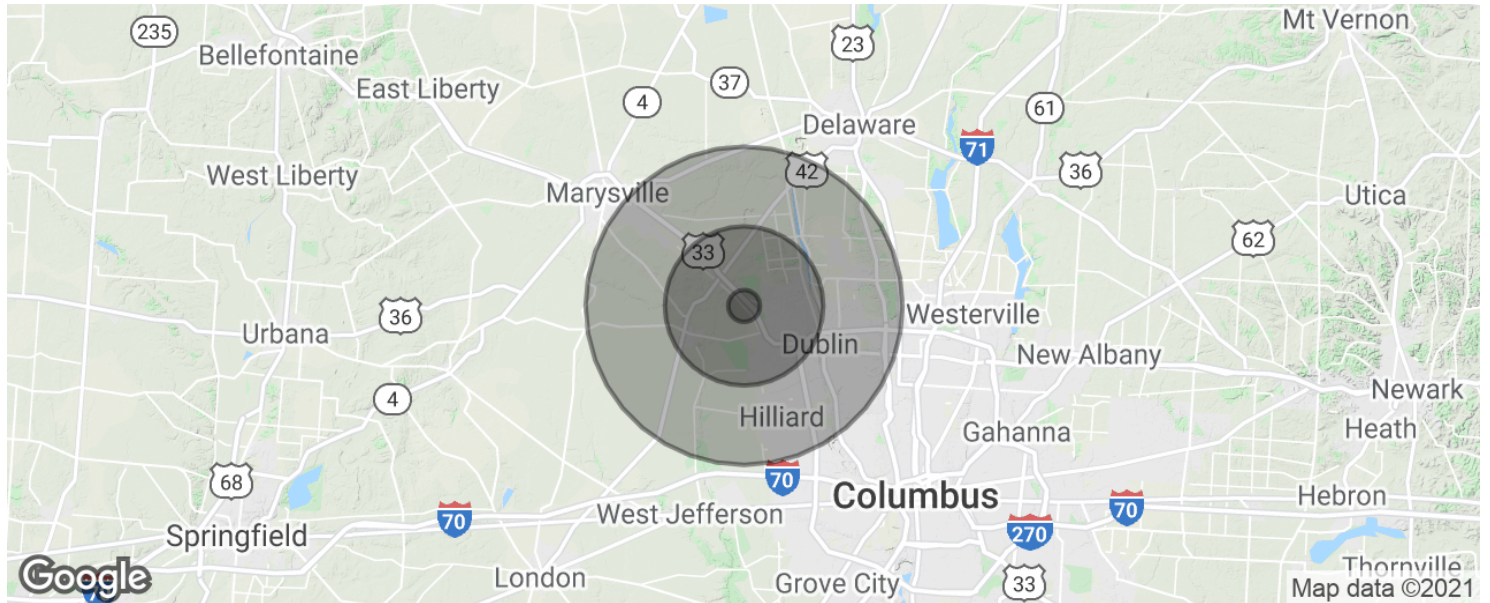 Mt Vernon
235
23
Bellefontaine
37
East Liberty
4
61
Delaware
71
42
36
West Liberty
Marysville
Utica
62
33
36
Westerville
Urbana
Dublin
New Albany
4
Newark
Hilliard
Gahanna
Heath
68
70
Columbus
Hebron
70
70
West Jefferson
270
Springfield
Thornville
London
Grove City
33
Google
Map data ©2021